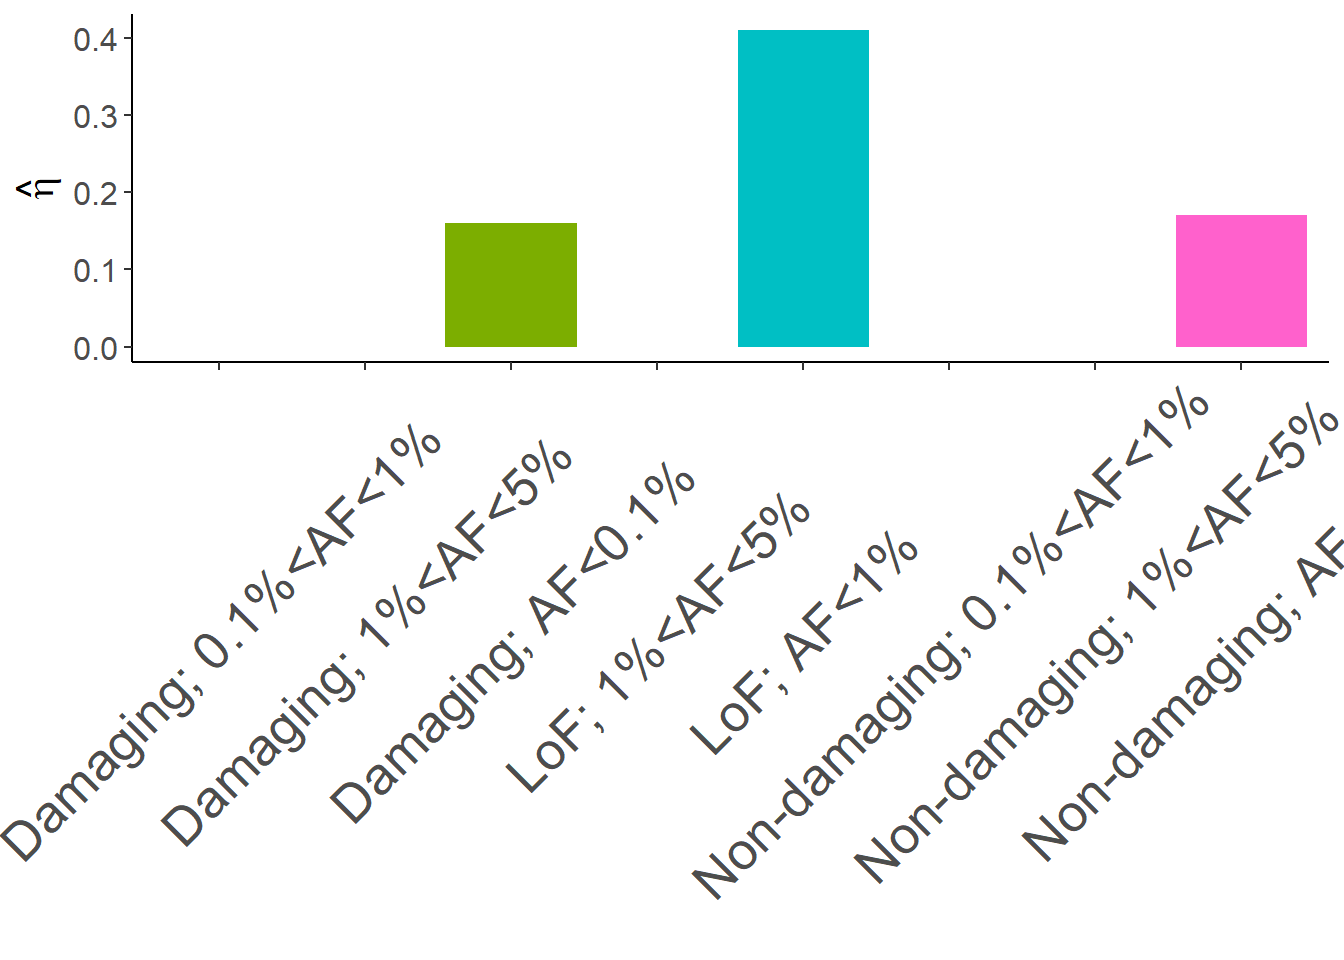 0.4
0.3
0.2
0.1
0.0
η̂
Damaging; 0.1%<AF<1%
Damaging; 1%<AF<5%
Damaging; AF<0.1%
LoF; 1%<AF<5%
LoF; AF<1%
Non-damaging; 0.1%<AF<1%
Non-damaging; 1%<AF<5%
Non-damaging; AF